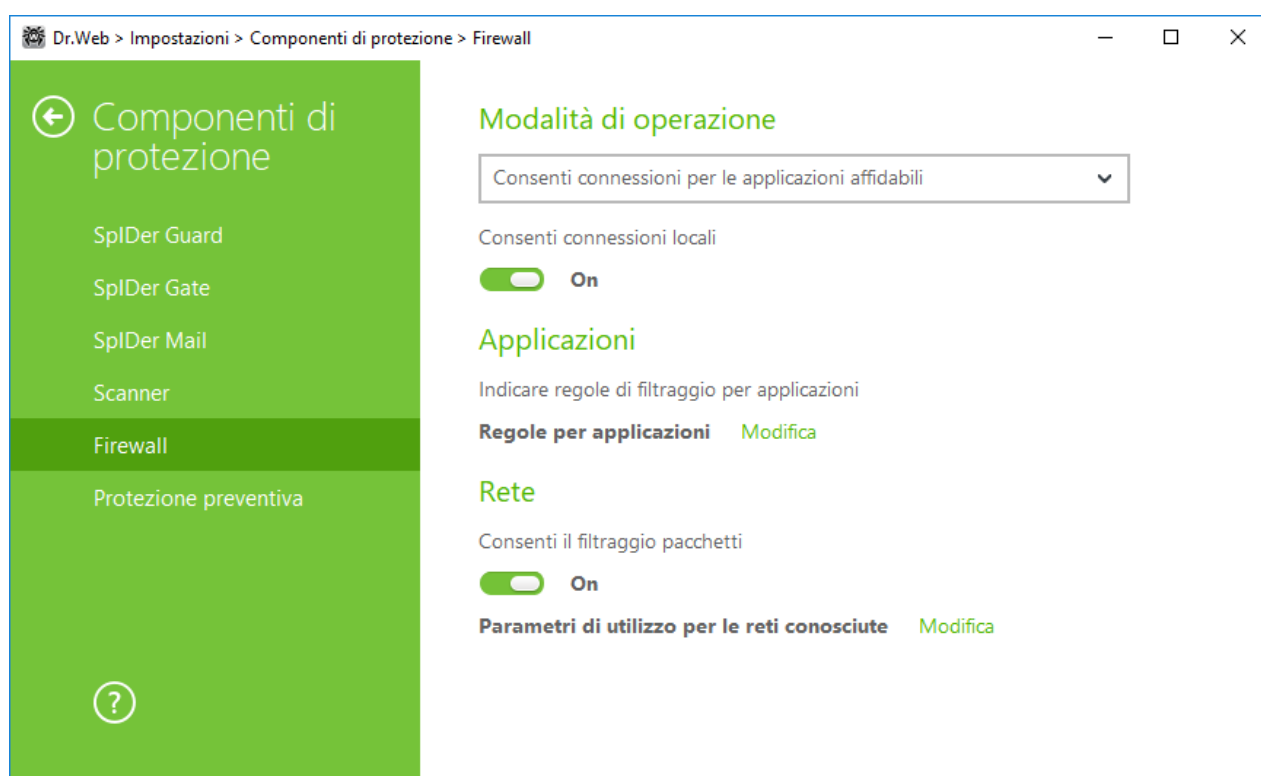 Dr.Web > Impostazioni > Componenti di protezione > Firewall
Componenti di
protezione
SpIDer Guard
SpIDer Gate
SpIDer Mail
Scanner
Firewall
Protezione preventiva
?
Modalità di operazione
Consenti connessioni per le applicazioni affidabili
Consenti connessioni locali
On
Applicazioni
Indicare regole di filtraggio per applicazioni
Regole per applicazioni Modifica
Rete
Consenti il filtraggio pacchetti
On
Parametri di utilizzo per le reti conosciute Modifica